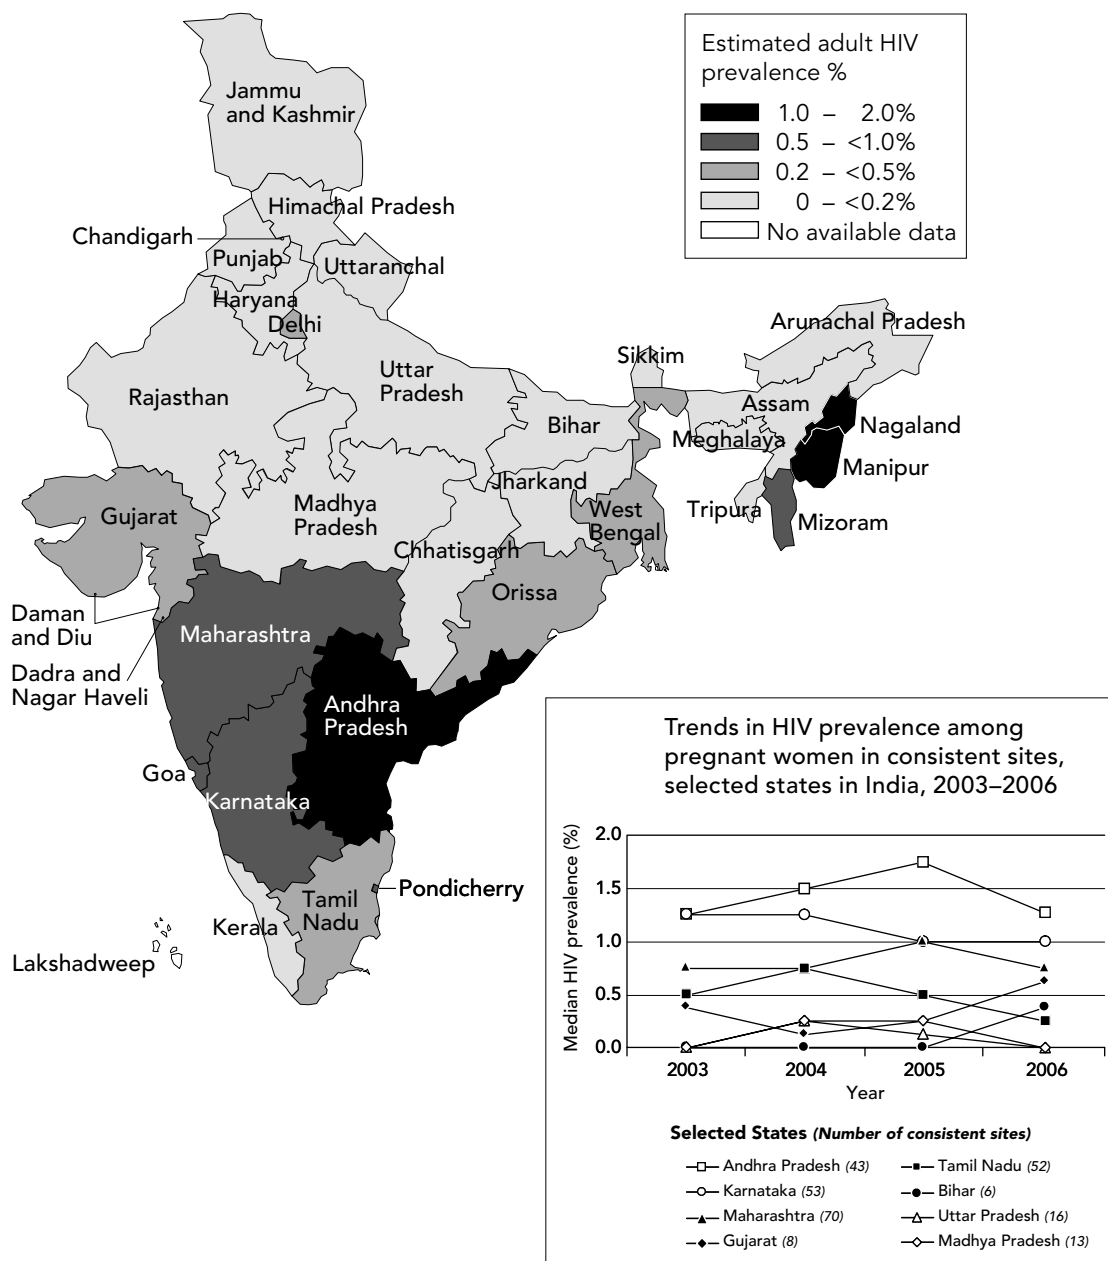 Estimated adult HIV
prevalence %
1.0 – 2.0%
0.5 – <1.0%
0.2 – <0.5%
0 – <0.2%
No available data
Jammu
and Kashmir
Himachal Pradesh
Chandigarh
Punjab
Uttaranchal
Haryana
Delhi
Arunachal Pradesh
Sikkim
Uttar
Pradesh
Rajasthan
Assam
Bihar
Nagaland
Meghalaya
Manipur
Jharkand
Madhya
Pradesh
Gujarat
West
Bengal
Tripura
Mizoram
Chhatisgarh
Orissa
Daman
and Diu
Maharashtra
Dadra and
Nagar Haveli
Andhra
Pradesh
Goa
Karnataka
Pondicherry
Tamil
Nadu
Kerala
Lakshadweep
Trends in HIV prevalence among
pregnant women in consistent sites,
selected states in India, 2003–2006
Median HIV prevalence (%)
2.0
1.5
1.0
0.5
0.0
2003 2004 2005 2006
Year
Selected States (Number of consistent sites)
Andhra Pradesh (43)
Karnataka (53)
Maharashtra (70)
Gujarat (8)
Tamil Nadu (52)
Bihar (6)
Uttar Pradesh (16)
Madhya Pradesh (13)